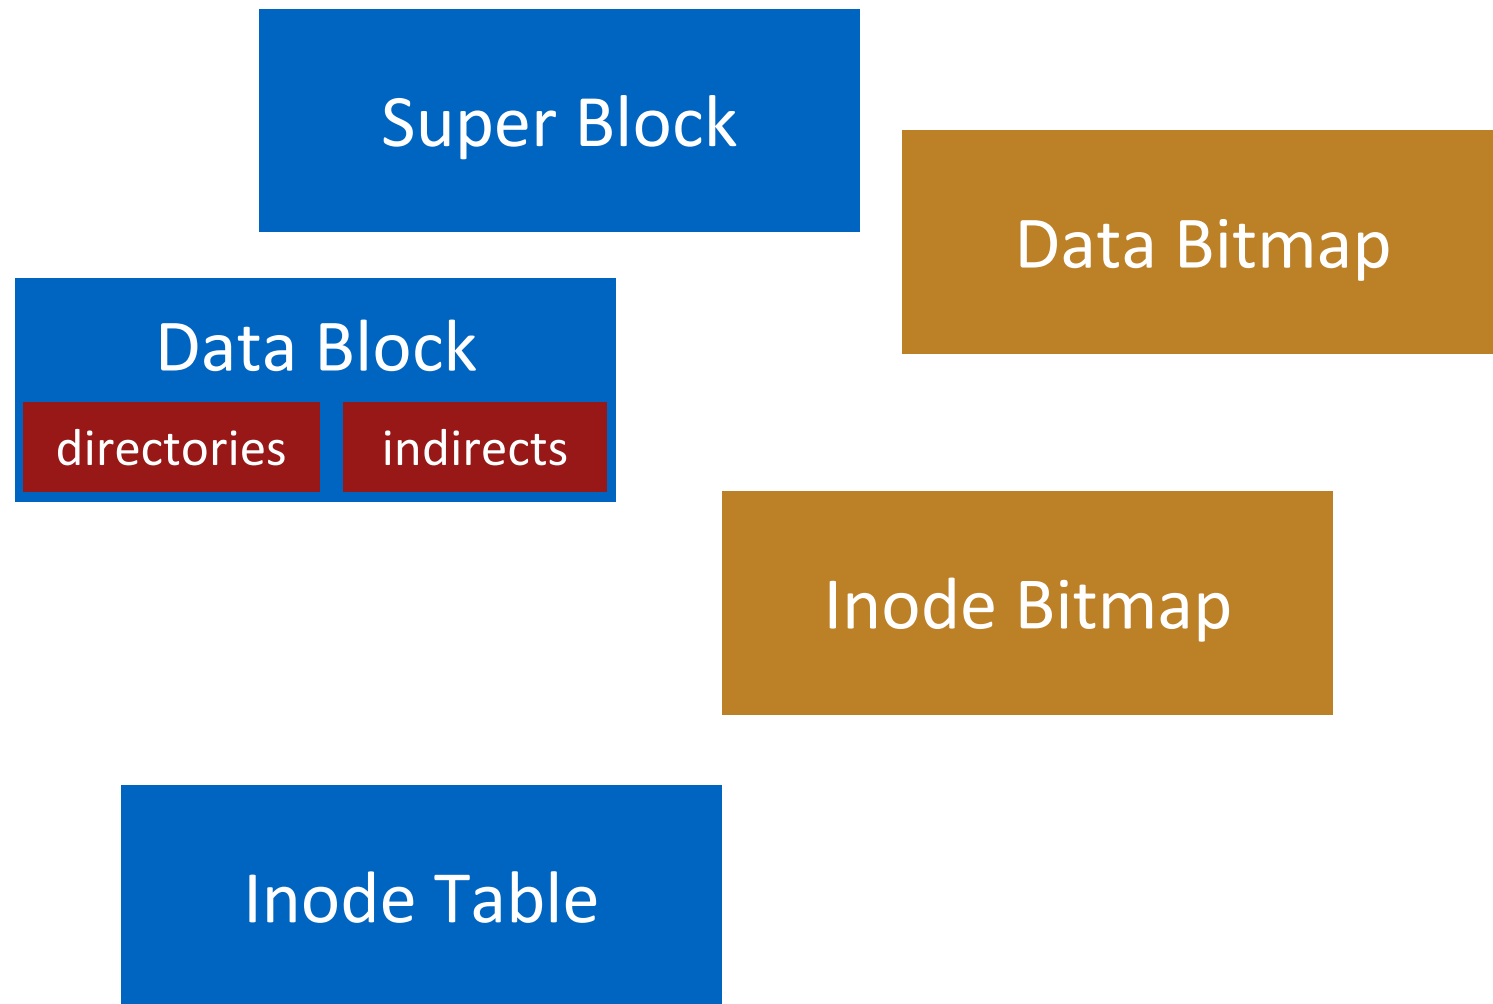 Super Block
Data Bitmap
Data Block
directories
indirects
Inode Bitmap
Inode Table